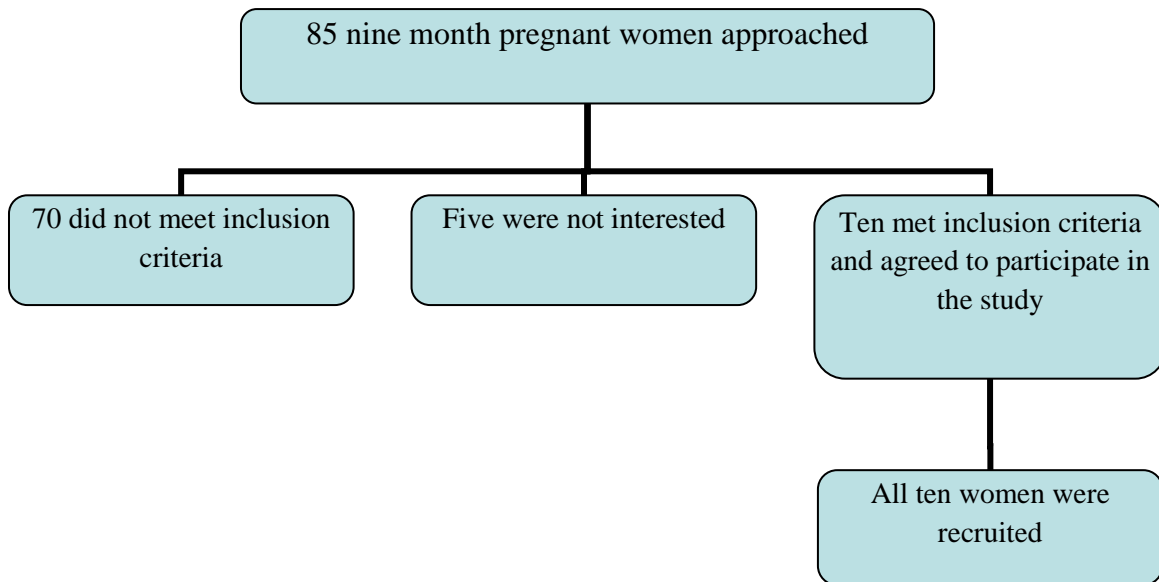 85 nine month pregnant women approached
70 did not meet inclusion
criteria
Five were not interested
Ten met inclusion criteria
and agreed to participate in
the study
All ten women were
recruited